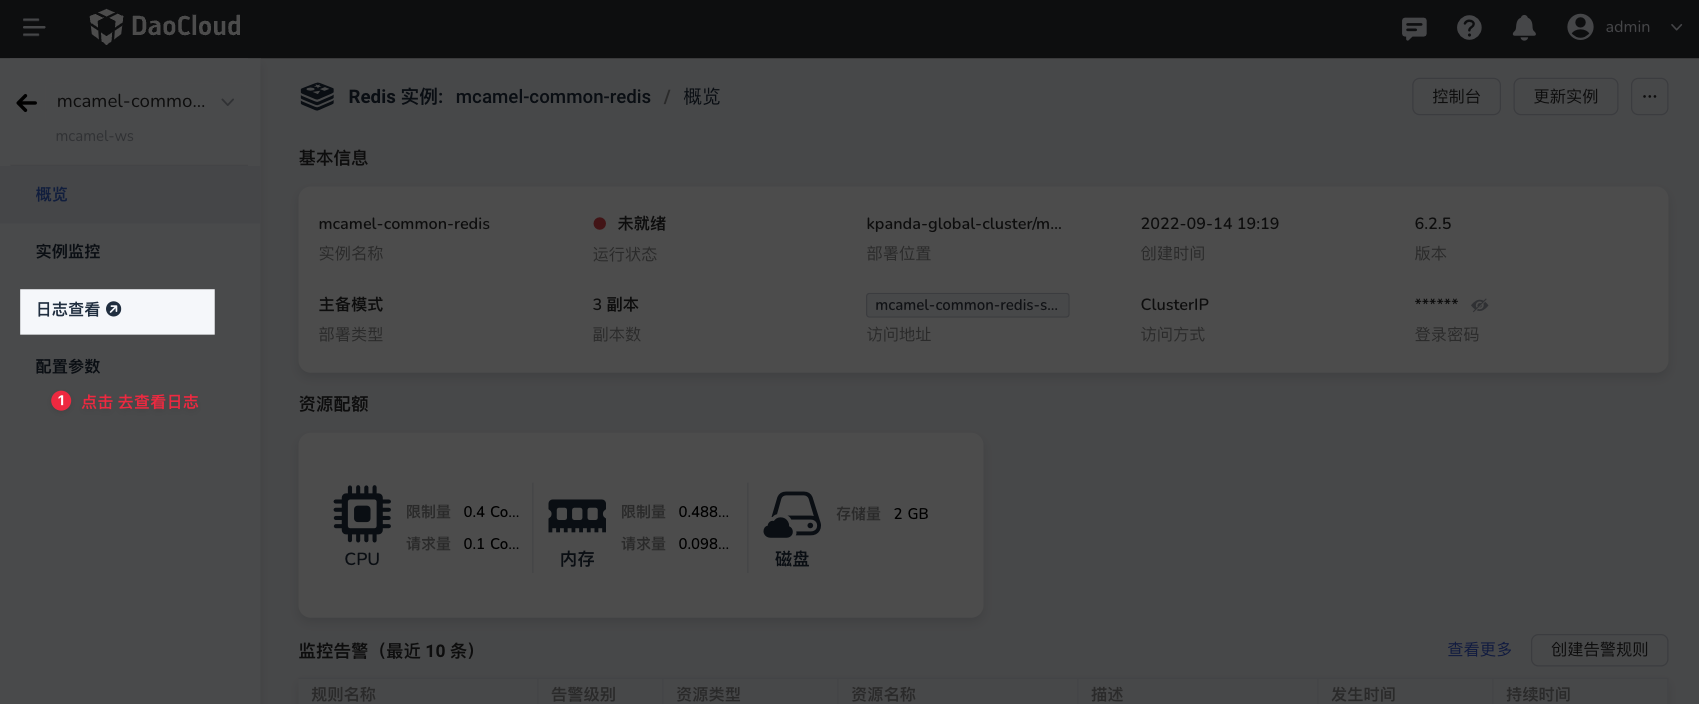 DaoCloud
admin
mcamel-commo...
mcamel-ws
概览
实例监控
日志查看
配置参数
1 点击 去查看日志
Redis 实例: mcamel-common-redis / 概览
控制台
更新实例
...
基本信息
mcamel-common-redis
实例名称
未就绪
运行状态
kpanda-global-cluster/m...
部署位置
2022-09-14 19:19
创建时间
6.2.5
版本
主备模式
部署类型
3 副本
副本数
mcamel-common-redis-s...
访问地址
ClusterIP
访问方式
******
登录密码
资源配额
CPU
限制量 0.4 Co...
请求量 0.1 Co...
内存
限制量 0.488...
请求量 0.098...
磁盘
存储量 2 GB
监控告警（最近 10 条）
查看更多
创建告警规则
规则名称 告警级别 资源类型 资源名称 描述 发生时间 持续时间